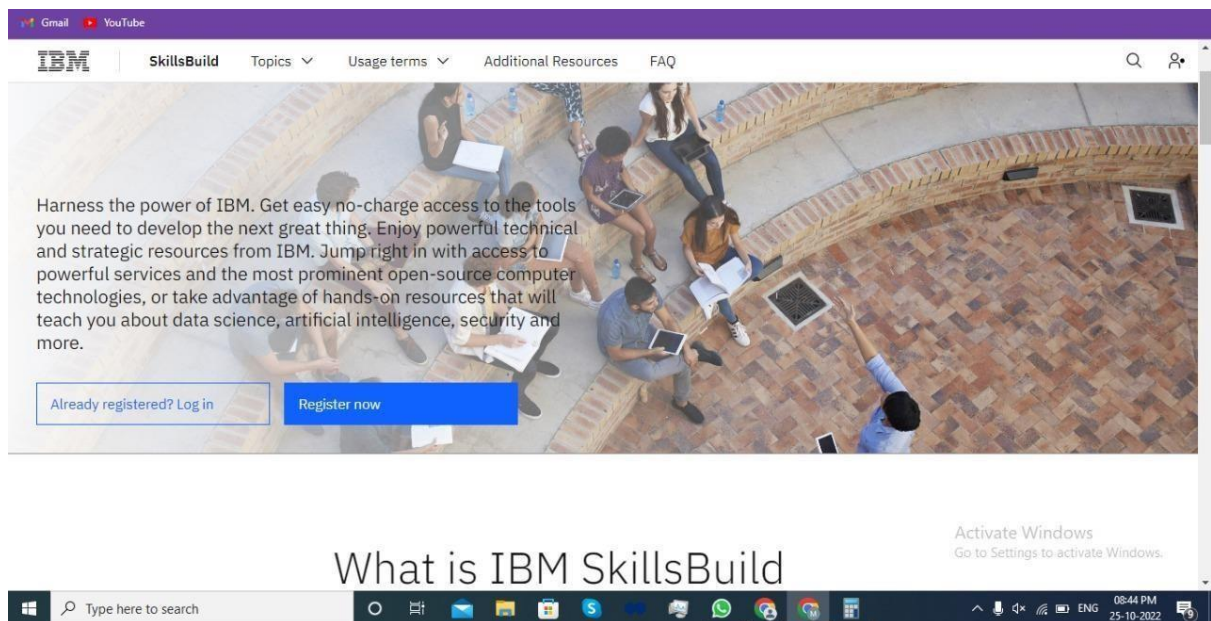 Gmail YouTube
IBM SkillsBuild Topics Usage terms Additional Resources FAQ
Harness the power of IBM. Get easy no-charge access to the tools
you need to develop the next great thing. Enjoy powerful technical
and strategic resources from IBM. Jump right in with access to
powerful services and the most prominent open-source computer
technologies, or take advantage of hands-on resources that will
teach you about data science, artificial intelligence, security and
more.
Already registered? Log in Register now
Activate Windows
Go to Settings to activate Windows.
What is IBM SkillsBuild
Type here to search ENG 08:44 PM
25-10-2022